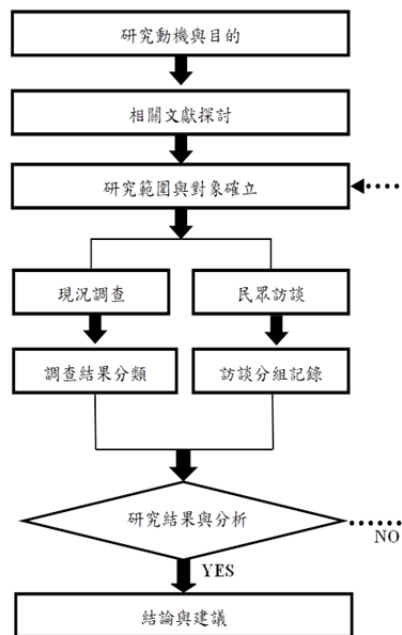 研究動機與目的
相關文獻探討
研究範圍與對象確立
現況調查
民眾訪談
調查結果分類
訪談分組記錄
研究結果與分析
NO
YES
結論與建議